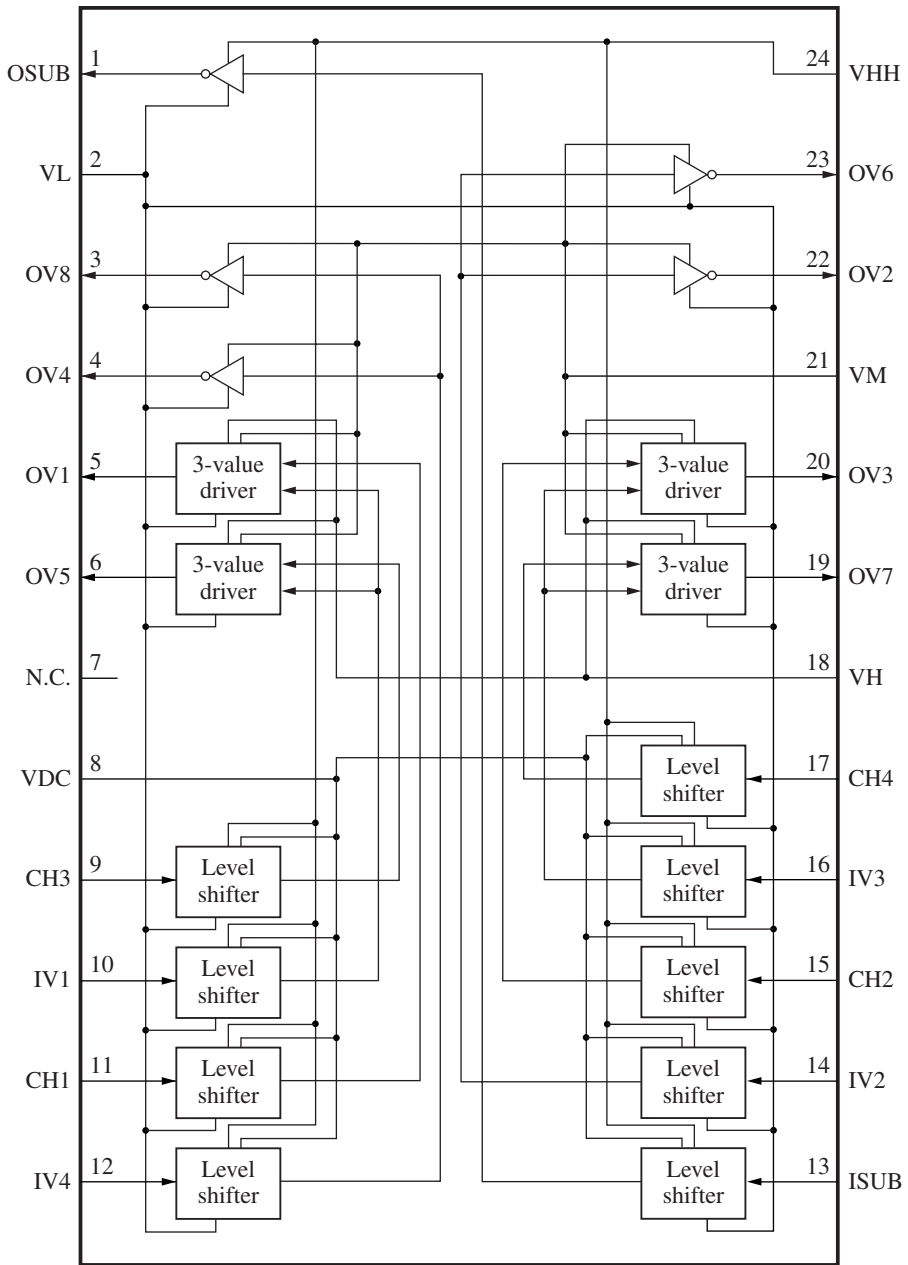 1
OSUB
24
VHH
2
VL
23
OV6
3
OV8
22
OV2
4
OV4
21
VM
5
OV1
3-value
driver
3-value
driver
20
OV3
6
OV5
3-value
driver
3-value
driver
19
OV7
7
N.C.
18
VH
8
VDC
Level
shifter
17
CH4
9
CH3
Level
shifter
Level
shifter
16
IV3
10
IV1
Level
shifter
Level
shifter
15
CH2
11
CH1
Level
shifter
Level
shifter
14
IV2
12
IV4
Level
shifter
Level
shifter
13
ISUB